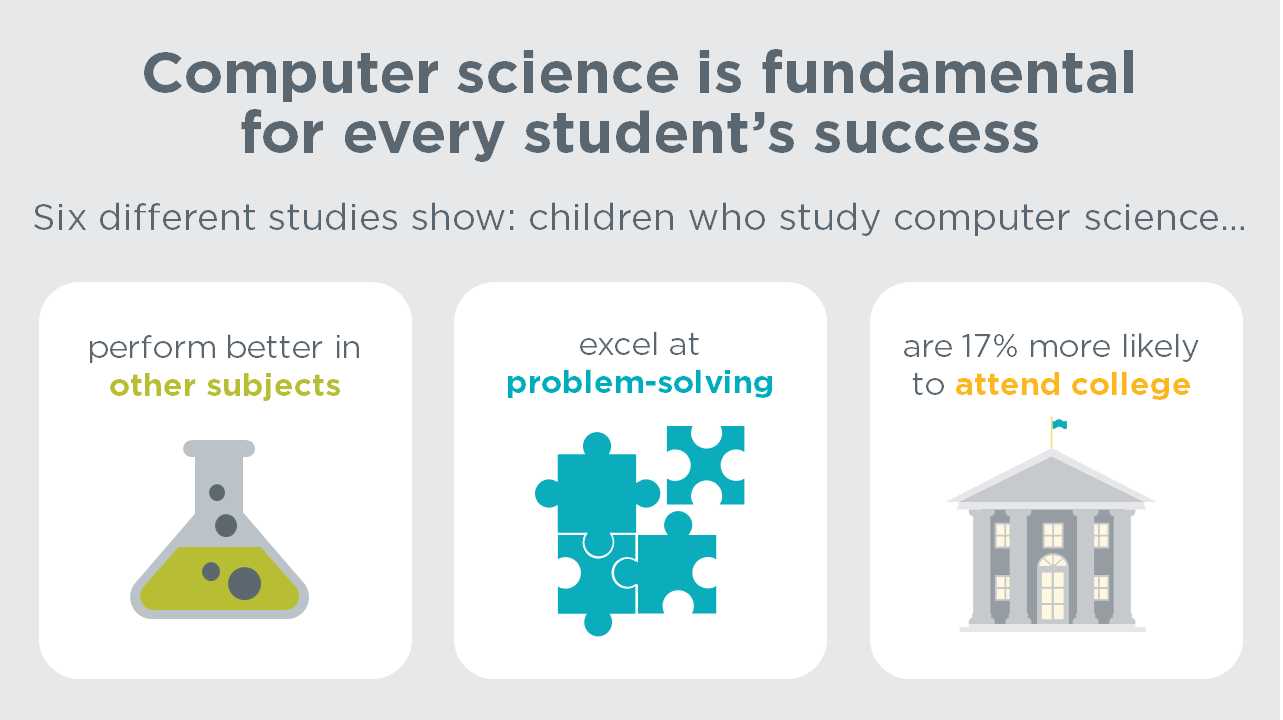 Computer science is fundamental
for every student’s success
Six different studies show: children who study computer science...
perform better in
other subjects
excel at
problem-solving
are 17% more likely
to attend college